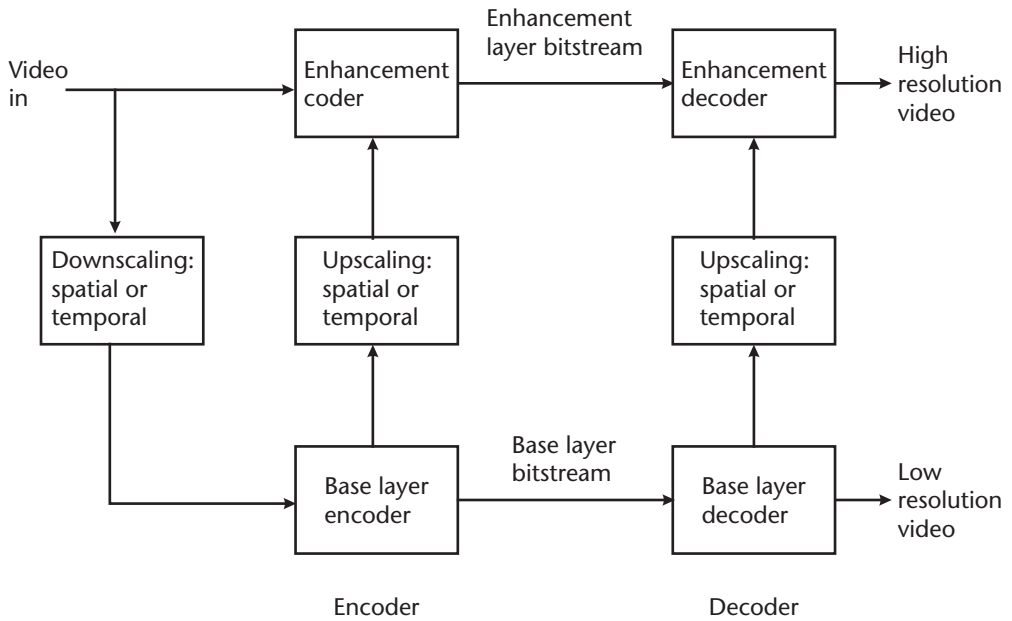 Enhancement
layer bitstream
Video
in
Enhancement
coder
Enhancement
decoder
High
resolution
video
Downscaling:
spatial or
temporal
Upscaling:
spatial or
temporal
Upscaling:
spatial or
temporal
Base layer
encoder
Base layer
bitstream
Base layer
decoder
Low
resolution
video
Encoder
Decoder